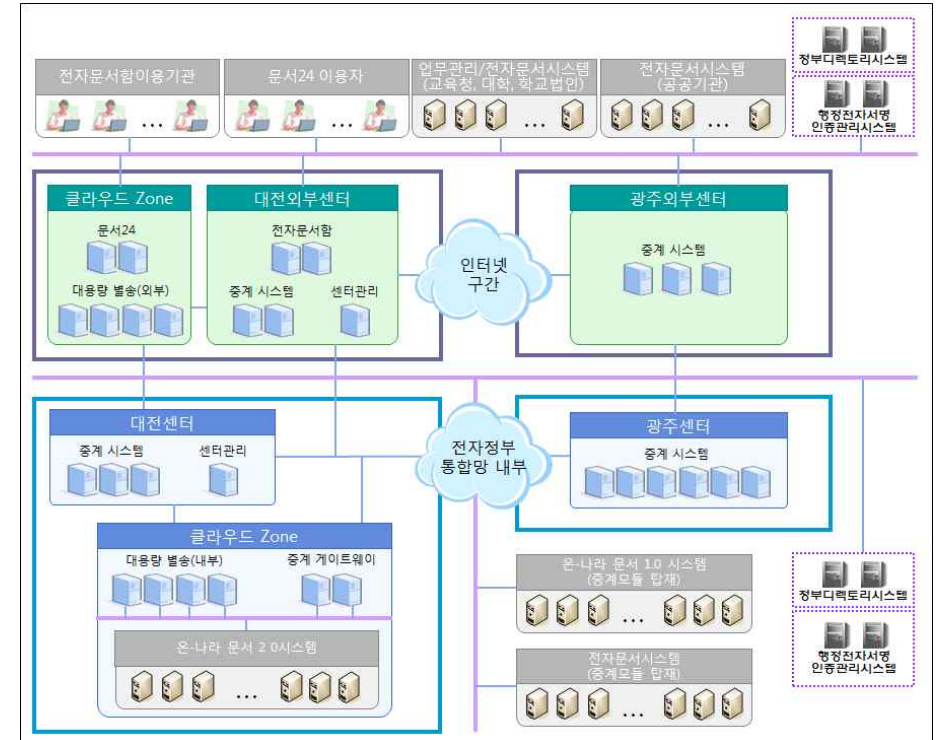 전자문서함이용기관
문서24 이용자
업무관리/전자문서시스템
(교육청, 대학, 학교법인)
전자문서시스템
(공공기관)
정부디렉토리시스템
행정전자서명
인증관리시스템
...
...
...
...
클라우드 Zone
문서24
대용량 별송(외부)
대전외부센터
전자문서함
중계 시스템
센터관리
인터넷
구간
광주외부센터
중계 시스템
대전센터
중계 시스템
센터관리
전자정부
통합망 내부
광주센터
중계 시스템
클라우드 Zone
대용량 별송(내부)
중계 게이트웨이
온-나라 문서 2 0시스템
...
온-나라 문서 1.0 시스템
(중계모듈 탑재)
...
전자문서시스템
(중계모듈 탑재)
...
정부디렉토리시스템
행정전자서명
인증관리시스템